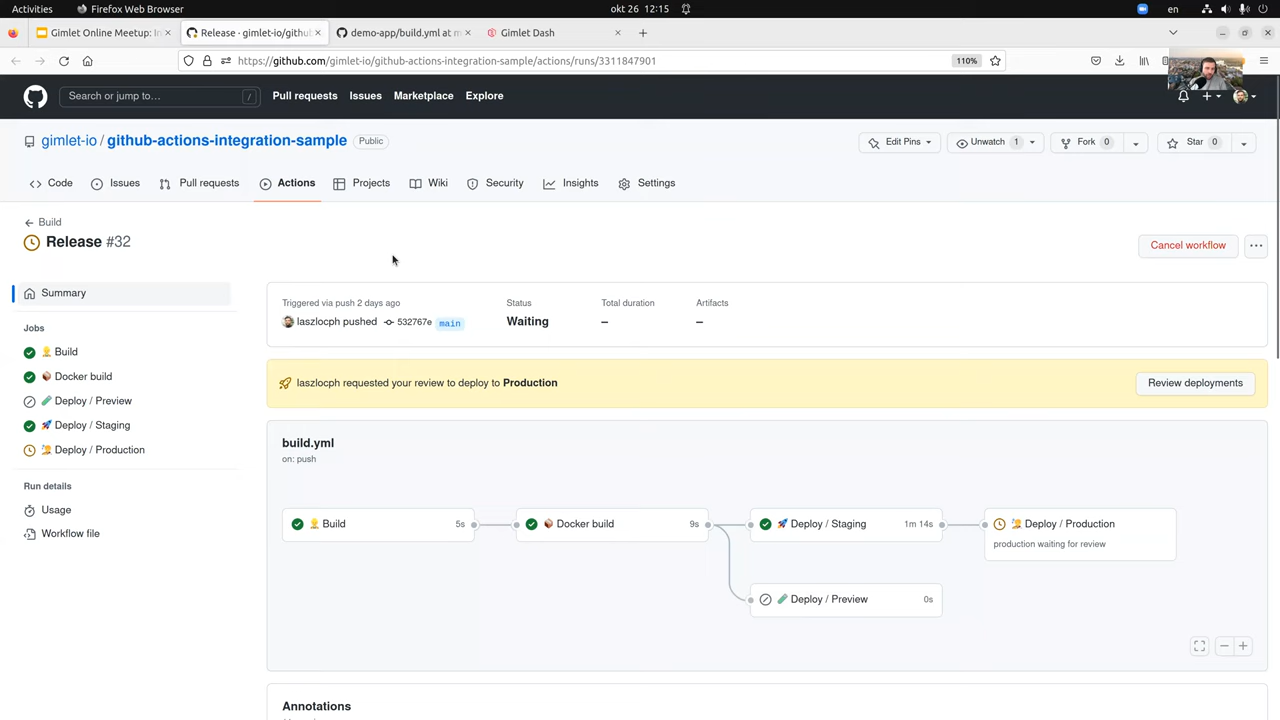 Activities
Firefox Web Browser
okt 26 12:15
en
Gimlet Online Meetup: In
Release · gimlet-io/githu
demo-app/build.yml at m
Gimlet Dash
https://github.com/gimlet-io/github-actions-integration-sample/actions/runs/3311847901
110%
Search or jump to…
/
Pull requests
Issues
Marketplace
Explore
gimlet-io / github-actions-integration-sample
Public
Edit Pins
Unwatch 1
Fork 0
Star 0
Code
Issues
Pull requests
Actions
Projects
Wiki
Security
Insights
Settings
Build
Release #32
Cancel workflow
Summary
Jobs
Build
Docker build
Deploy / Preview
Deploy / Staging
Deploy / Production
Run details
Usage
Workflow file
Triggered via push 2 days ago
laszlocph pushed 532767e main
Status
Waiting
Total duration
–
Artifacts
–
laszlocph requested your review to deploy to Production
Review deployments
build.yml
on: push
Build 5s
Docker build 9s
Deploy / Staging 1m 14s
Deploy / Production
production waiting for review
Deploy / Preview 0s
Annotations